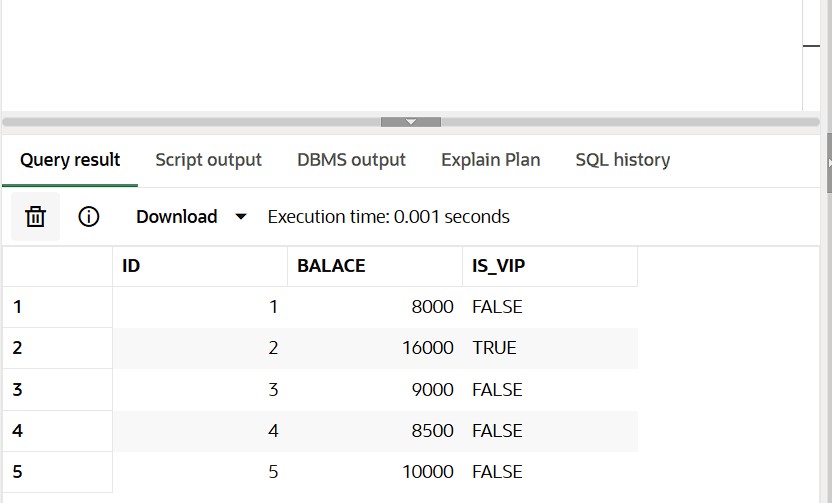 Query result Script output DBMS output Explain Plan SQL history
Download Execution time: 0.001 seconds
ID BALACE IS_VIP
1 1 8000 FALSE
2 2 16000 TRUE
3 3 9000 FALSE
4 4 8500 FALSE
5 5 10000 FALSE